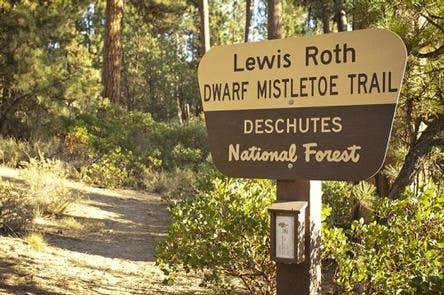 Lewis Roth
DWARF MISTLETOE TRAIL
DESCHUTES
National Forest